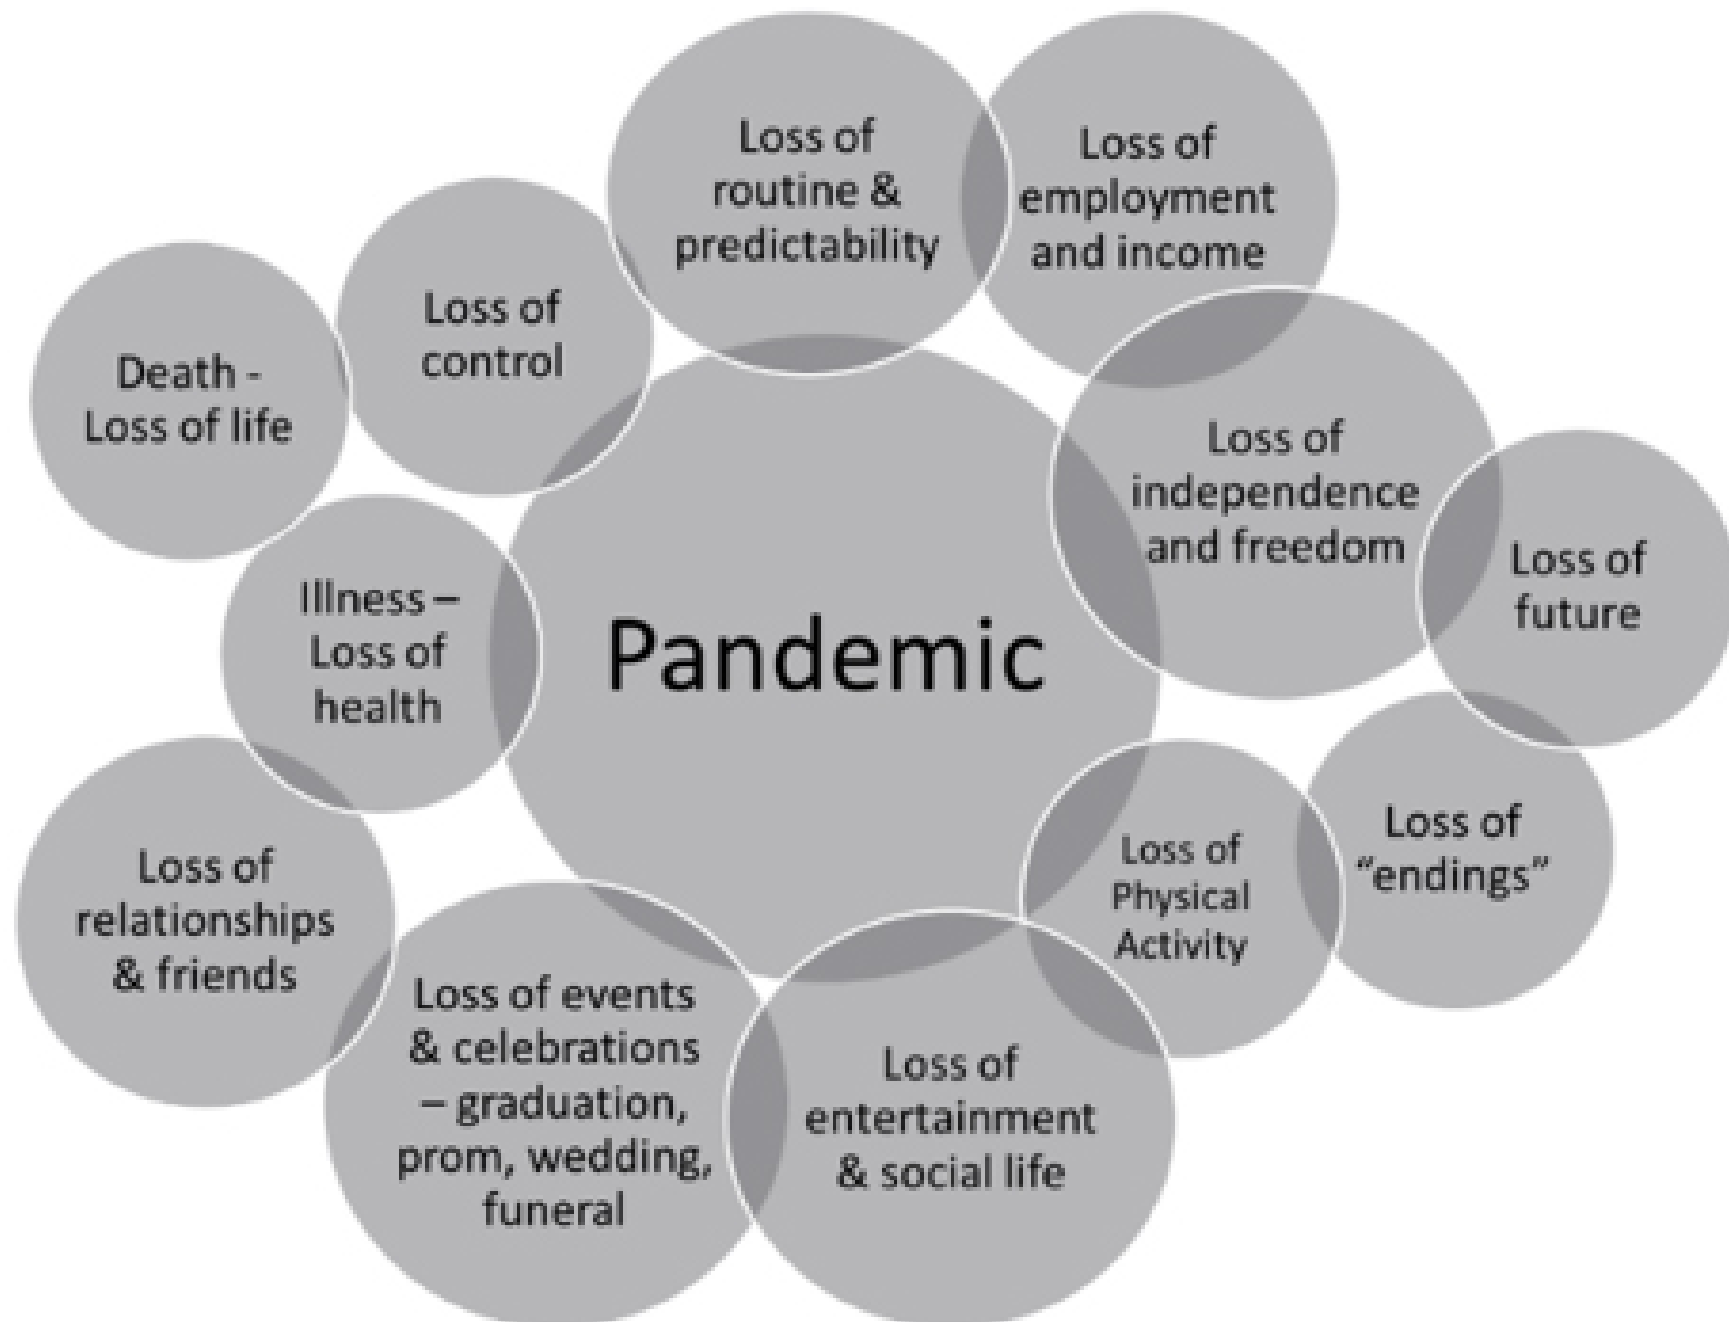 Loss of
routine &
predictability
Loss of
employment
and income
Loss of
control
Death -
Loss of life
Loss of
independence
and freedom
Loss of
future
Illness –
Loss of
health
Pandemic
Loss of
Physical
Activity
Loss of
“endings”
Loss of
relationships
& friends
Loss of events
& celebrations
– graduation,
prom, wedding,
funeral
Loss of
entertainment
& social life